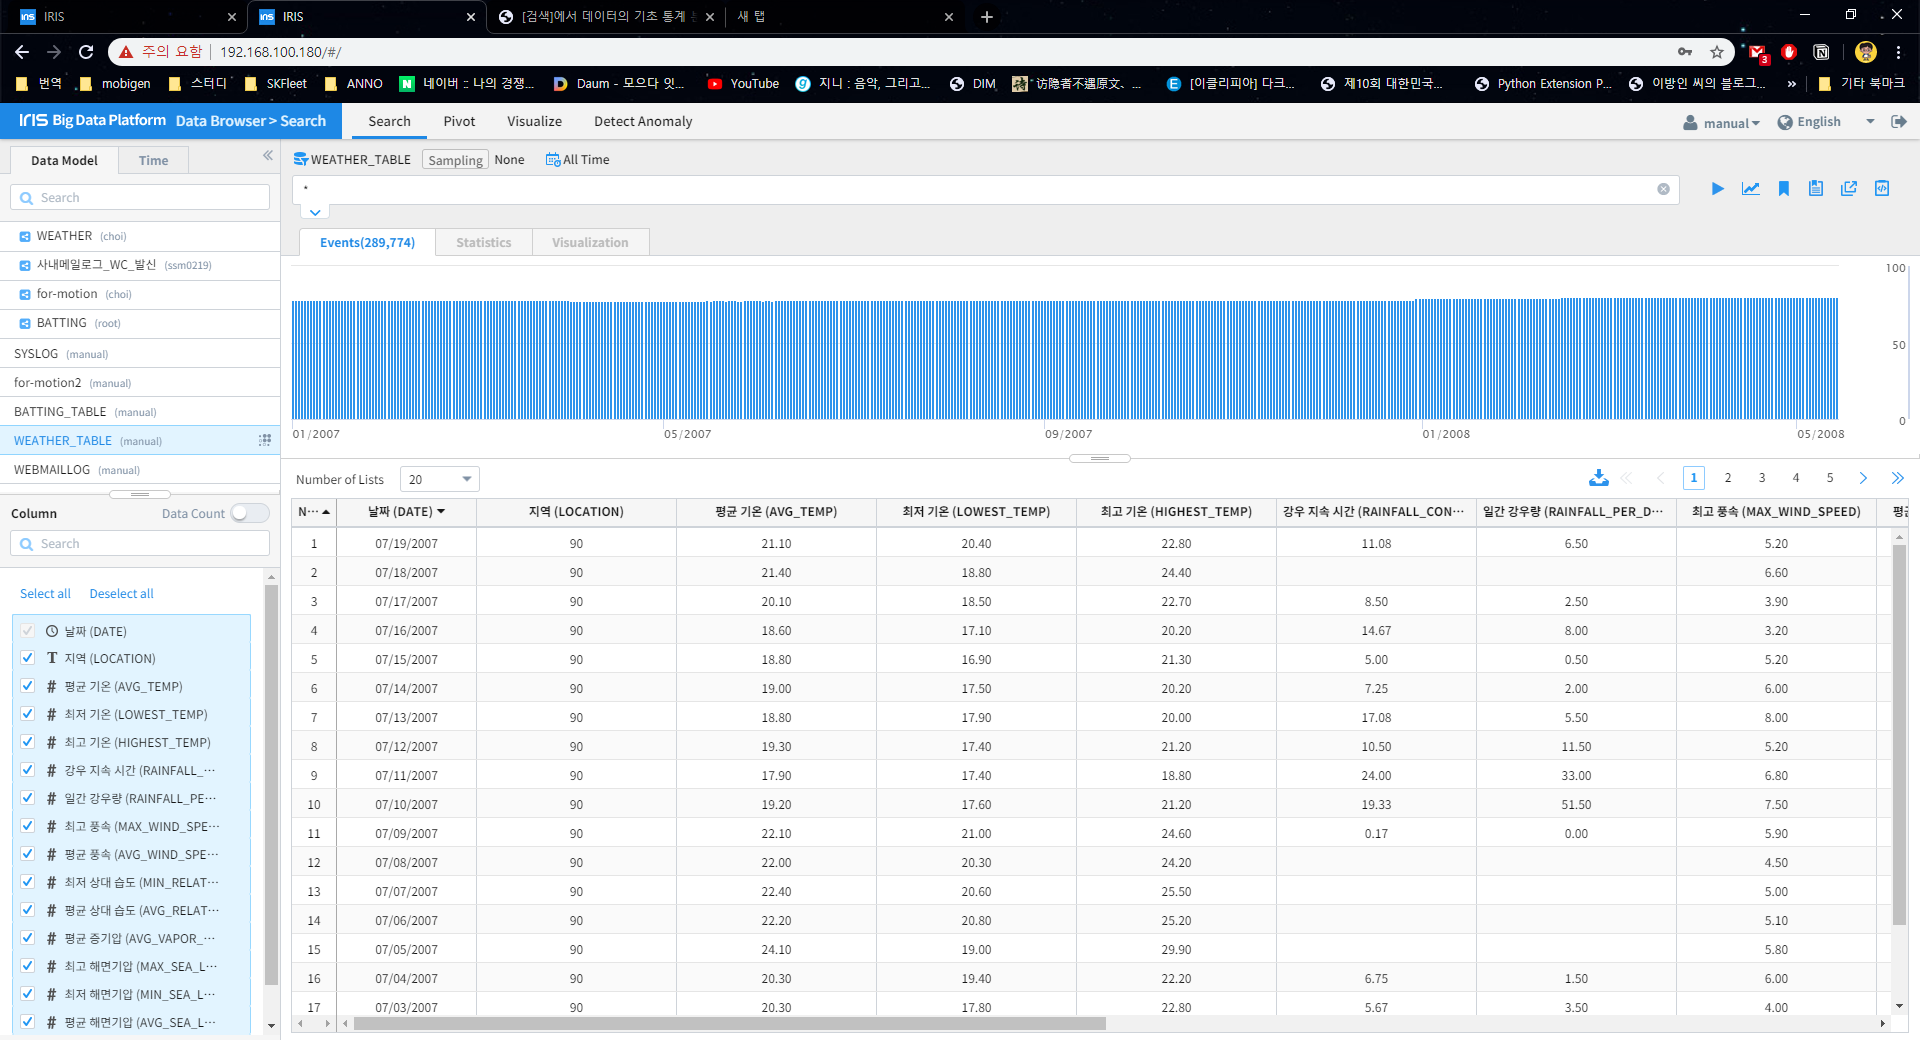 IRIS
IRIS
[검색]에서 데이터의 기초 통계
새 탭
주의 요함
192.168.100.180/#/
3
번역
mobigen
스터디
SKFleet
ANNO
네이버 :: 나의 경쟁...
Daum - 모으다 잇...
YouTube
지니 : 음악, 그리고...
DIM
访隐者不遇原文、...
[이클리피아] 다크...
제10회 대한민국...
Python Extension P...
이방인 씨의 블로그...
»
기타 북마크
IRIS Big Data Platform
Data Browser > Search
Search
Pivot
Visualize
Detect Anomaly
manual
English
Data Model
Time
Search
WEATHER (choi)
사내메일로그_WC_발신 (ssm0219)
for-motion (choi)
BATTING (root)
SYSLOG (manual)
for-motion2 (manual)
BATTING_TABLE (manual)
WEATHER_TABLE (manual)
WEBMAILLOG (manual)
Column
Data Count
Search
Select all
Deselect all
날짜 (DATE)
T 지역 (LOCATION)
# 평균 기온 (AVG_TEMP)
# 최저 기온 (LOWEST_TEMP)
# 최고 기온 (HIGHEST_TEMP)
# 강우 지속 시간 (RAINFALL_···
# 일간 강우량 (RAINFALL_PE···
# 최고 풍속 (MAX_WIND_SPE···
# 평균 풍속 (AVG_WIND_SPE···
# 최저 상대 습도 (MIN_RELAT···
# 평균 상대 습도 (AVG_RELAT···
# 평균 증기압 (AVG_VAPOR_···
# 최고 해면기압 (MAX_SEA_L···
# 최저 해면기압 (MIN_SEA_L···
# 평균 해면기압 (AVG_SEA_L···
WEATHER_TABLE
Sampling
None
All Time
*
Events(289,774)
Statistics
Visualization
100
50
0
01/2007
05/2007
09/2007
01/2008
05/2008
Number of Lists
20
1 2 3 4 5
N··· 날짜 (DATE) 지역 (LOCATION) 평균 기온 (AVG_TEMP) 최저 기온 (LOWEST_TEMP) 최고 기온 (HIGHEST_TEMP) 강우 지속 시간 (RAINFALL_CON··· 일간 강우량 (RAINFALL_PER_D··· 최고 풍속 (MAX_WIND_SPEED)
1 07/19/2007 90 21.10 20.40 22.80 11.08 6.50 5.20
2 07/18/2007 90 21.40 18.80 24.40 6.60
3 07/17/2007 90 20.10 18.50 22.70 8.50 2.50 3.90
4 07/16/2007 90 18.60 17.10 20.20 14.67 8.00 3.20
5 07/15/2007 90 18.80 16.90 21.30 5.00 0.50 5.20
6 07/14/2007 90 19.00 17.50 20.20 7.25 2.00 6.00
7 07/13/2007 90 18.80 17.90 20.00 17.08 5.50 8.00
8 07/12/2007 90 19.30 17.40 21.20 10.50 11.50 5.20
9 07/11/2007 90 17.90 17.40 18.80 24.00 33.00 6.80
10 07/10/2007 90 19.20 17.60 21.20 19.33 51.50 7.50
11 07/09/2007 90 22.10 21.00 24.60 0.17 0.00 5.90
12 07/08/2007 90 22.00 20.30 24.20 4.50
13 07/07/2007 90 22.40 20.60 25.50 5.00
14 07/06/2007 90 22.20 20.80 25.20 5.10
15 07/05/2007 90 24.10 19.00 29.90 5.80
16 07/04/2007 90 20.30 19.40 22.20 6.75 1.50 6.00
17 07/03/2007 90 20.30 17.80 22.80 5.67 3.50 4.00